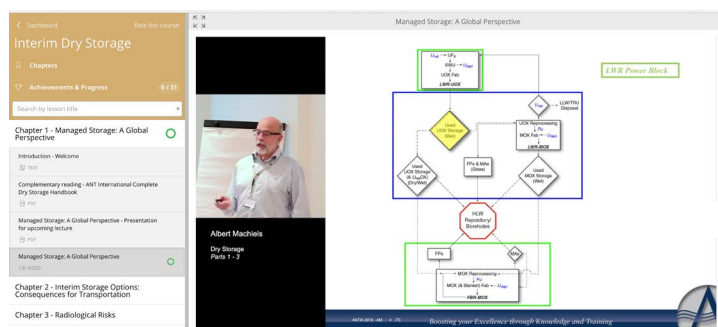 Dashboard
Rate this course!
Interim Dry Storage
Chapters
Achievements & Progress
0 / 31
Search by lesson title
Chapter 1 - Managed Storage: A Global
Perspective
Introduction - Welcome
TEXT
Complementary reading - ANT International Complete
Dry Storage Handbook
PDF
Managed Storage: A Global Perspective - Presentation
for upcoming lecture
PDF
Managed Storage: A Global Perspective
VIDEO
Chapter 2 - Interim Storage Options:
Consequences for Transportation
Chapter 3 - Radiological Risks
Managed Storage: A Global Perspective
Albert Machiels
Dry Storage
Parts 1 - 3
UOX Fab
LWR-UOX
LWR Power Block
LLW/TRU
Disposal
Used
UOX Storage
(Wet)
UOX Reprocessing
Pu
MOX Fab
LWR-MOX
Used
UOX Storage
(Dry/Wet)
FPs & MAs
(Glass)
Used
MOX Storage
(Wet)
HLW
Repository/
Boreholes
FPs
MAs
MOX Reprocessing
Pu
MOX (& Blanket) Fab
FBR-MOX
Boosting your Excellence through Knowledge and Training